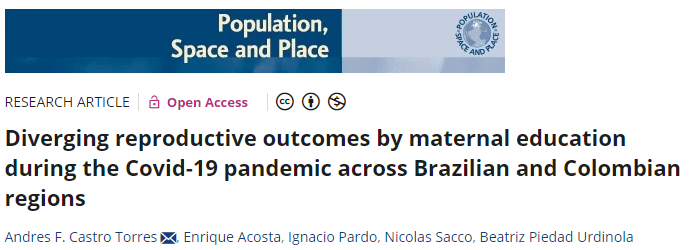 Population,
Space and Place
POPULATION
SPACE AND PLACE
RESEARCH ARTICLE Open Access cc
Diverging reproductive outcomes by maternal education
during the Covid-19 pandemic across Brazilian and Colombian
regions
Andres F. Castro Torres, Enrique Acosta, Ignacio Pardo, Nicolas Sacco, Beatriz Piedad Urdinola